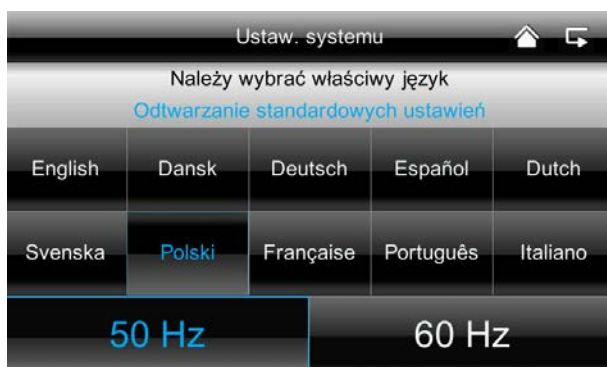 Ustaw. systemu
Należy wybrać właściwy język
Odtwarzanie standardowych ustawień
English Dansk Deutsch Español Dutch
Svenska Polski Française Português Italiano
50 Hz 60 Hz